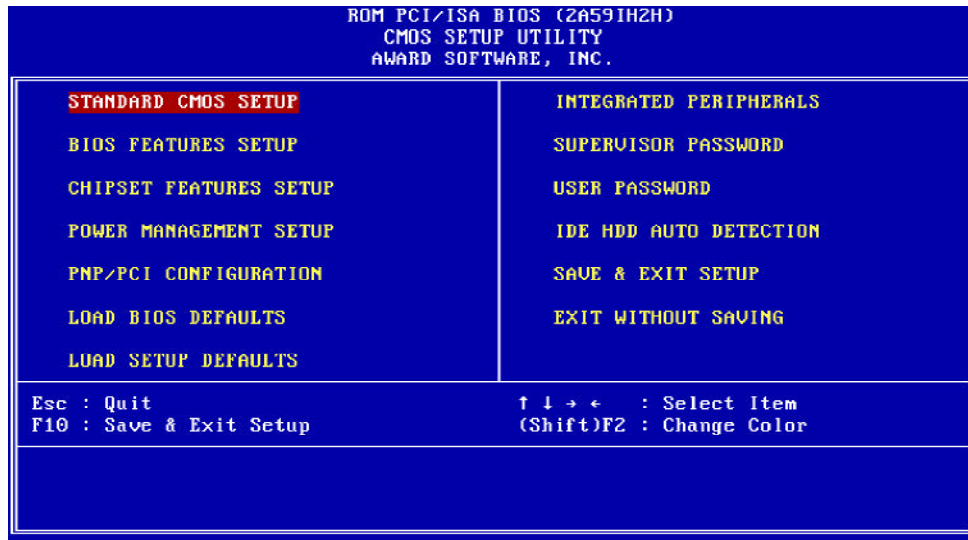 ROM PCI/ISA BIOS (2A59IH2H)
CMOS SETUP UTILITY
AWARD SOFTWARE, INC.
STANDARD CMOS SETUP
BIOS FEATURES SETUP
CHIPSET FEATURES SETUP
POWER MANAGEMENT SETUP
PNP/PCI CONFIGURATION
LOAD BIOS DEFAULTS
LOAD SETUP DEFAULTS
INTEGRATED PERIPHERALS
SUPERVISOR PASSWORD
USER PASSWORD
IDE HDD AUTO DETECTION
SAVE & EXIT SETUP
EXIT WITHOUT SAVING
Esc : Quit
F10 : Save & Exit Setup
↑ ↓ → ← : Select Item
(Shift)F2 : Change Color